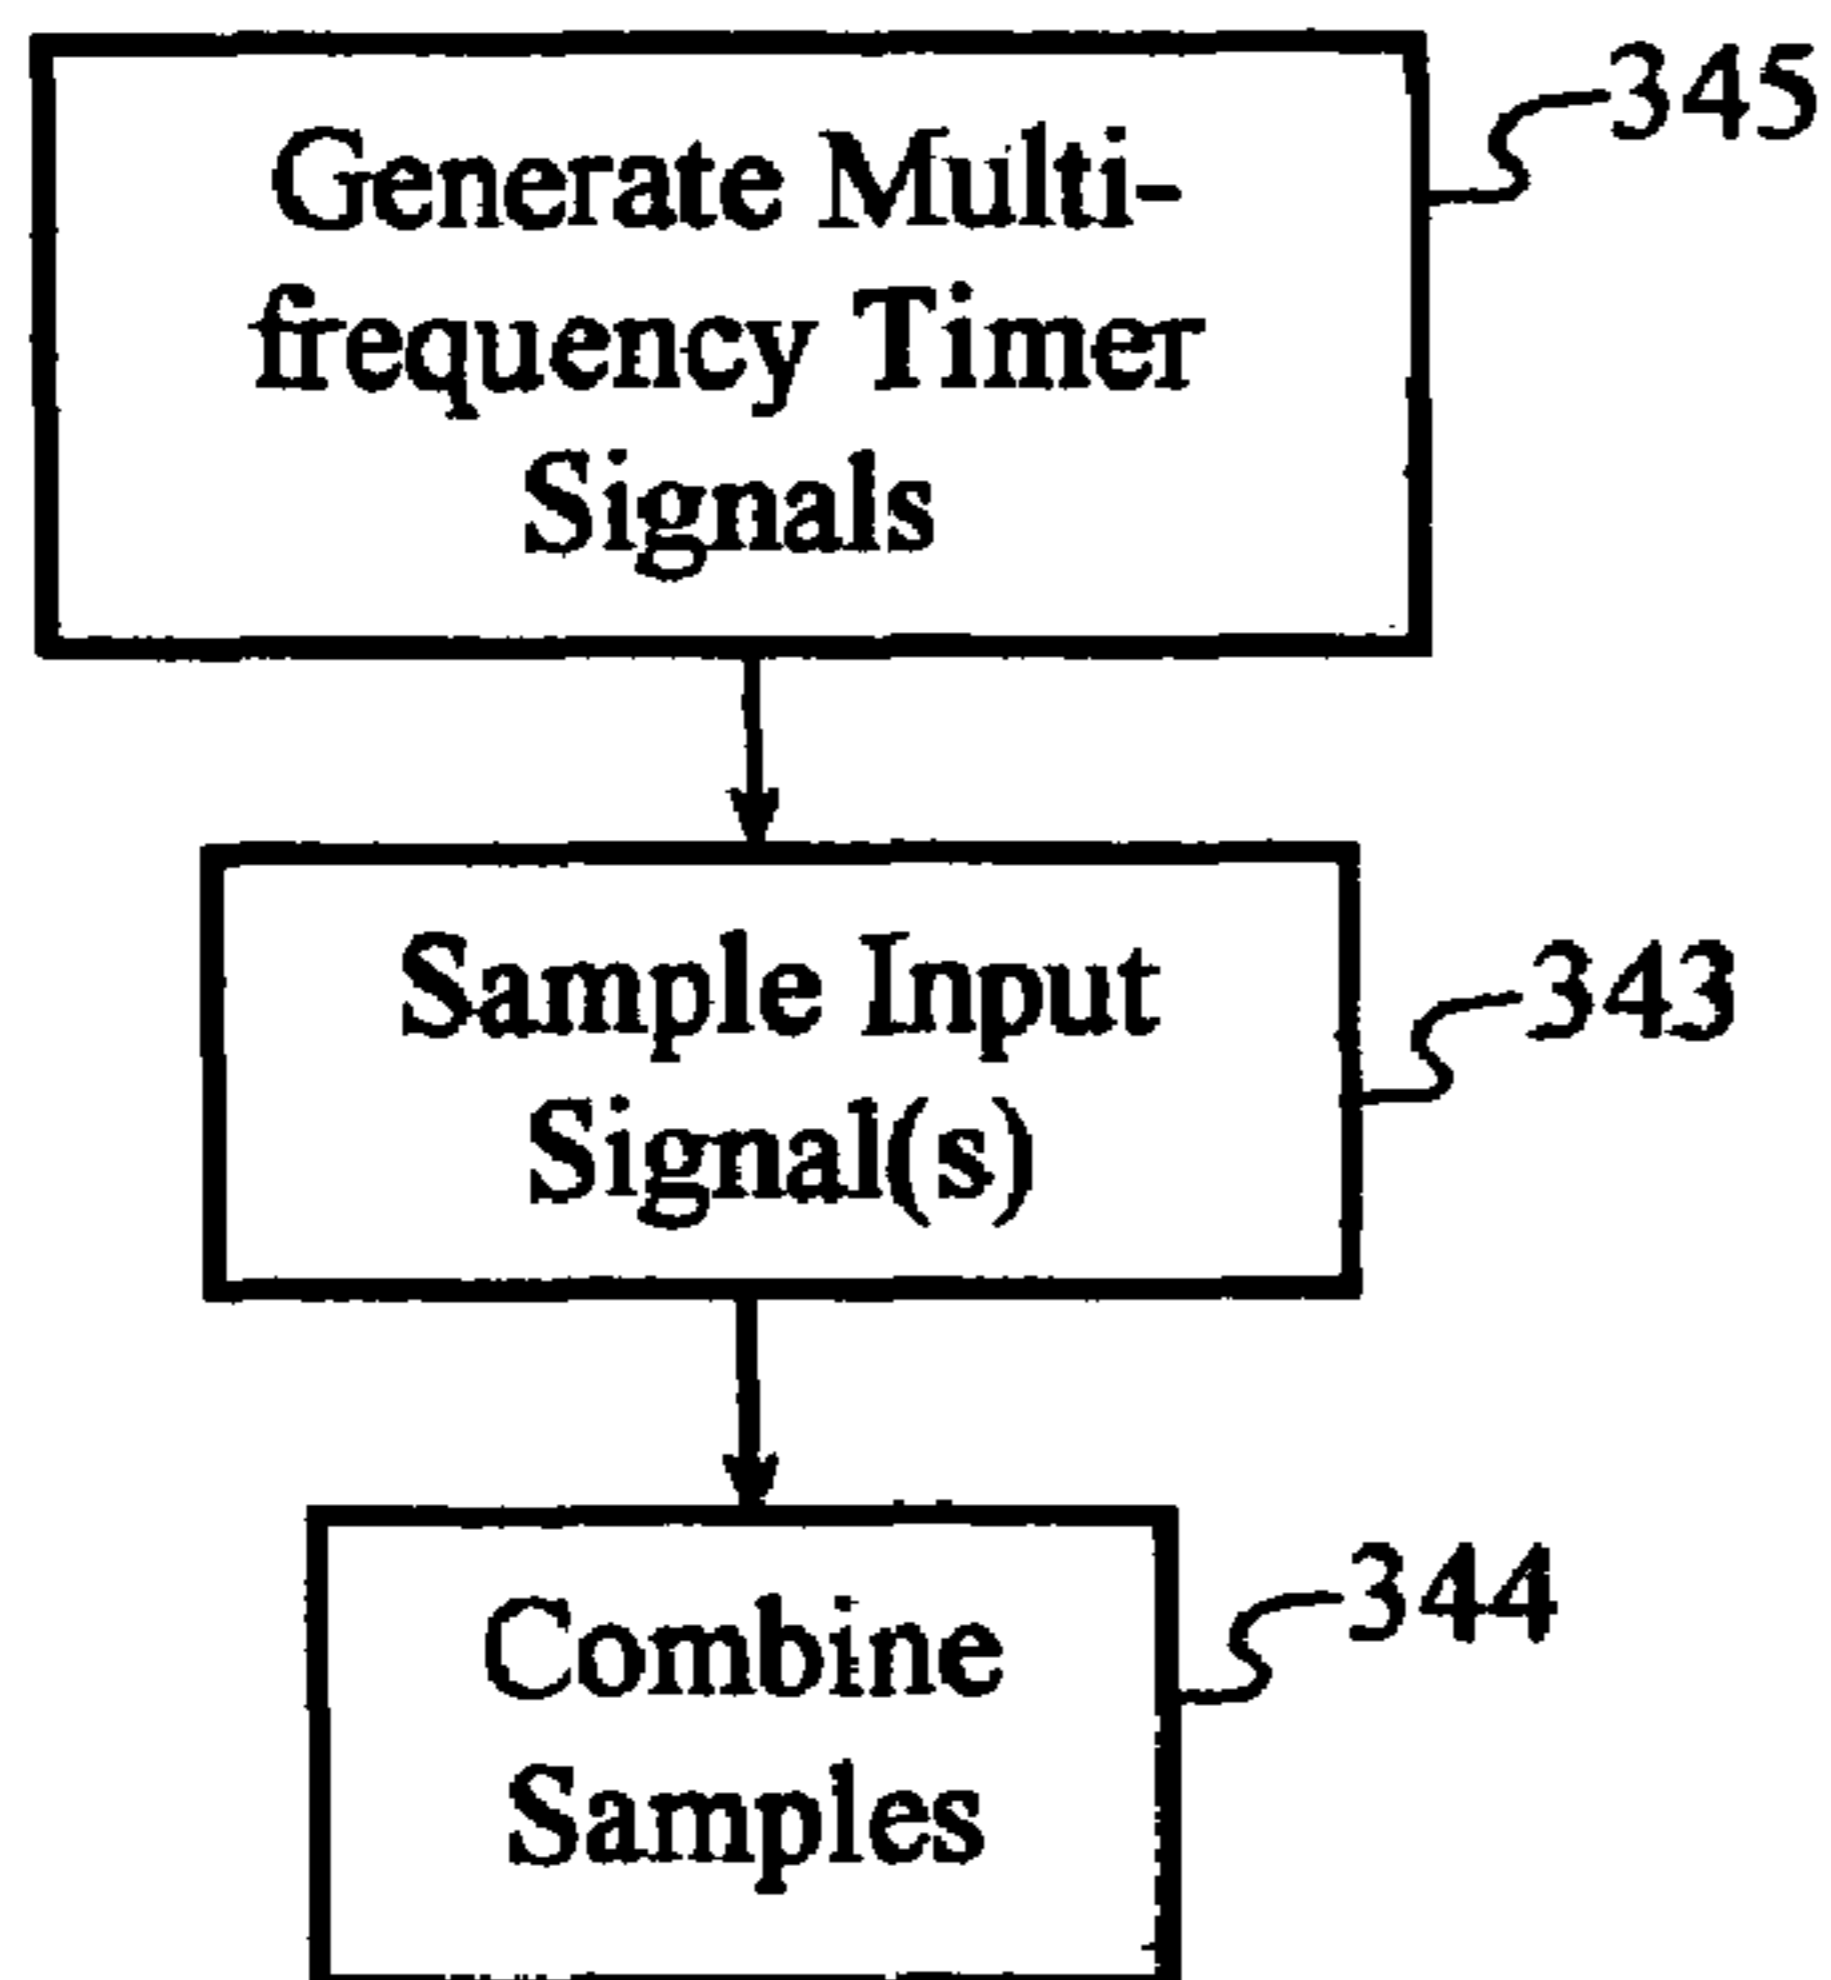 Generate Multi-
frequency Timer
Signals
345
Sample Input
Signal(s)
343
Combine
Samples
344